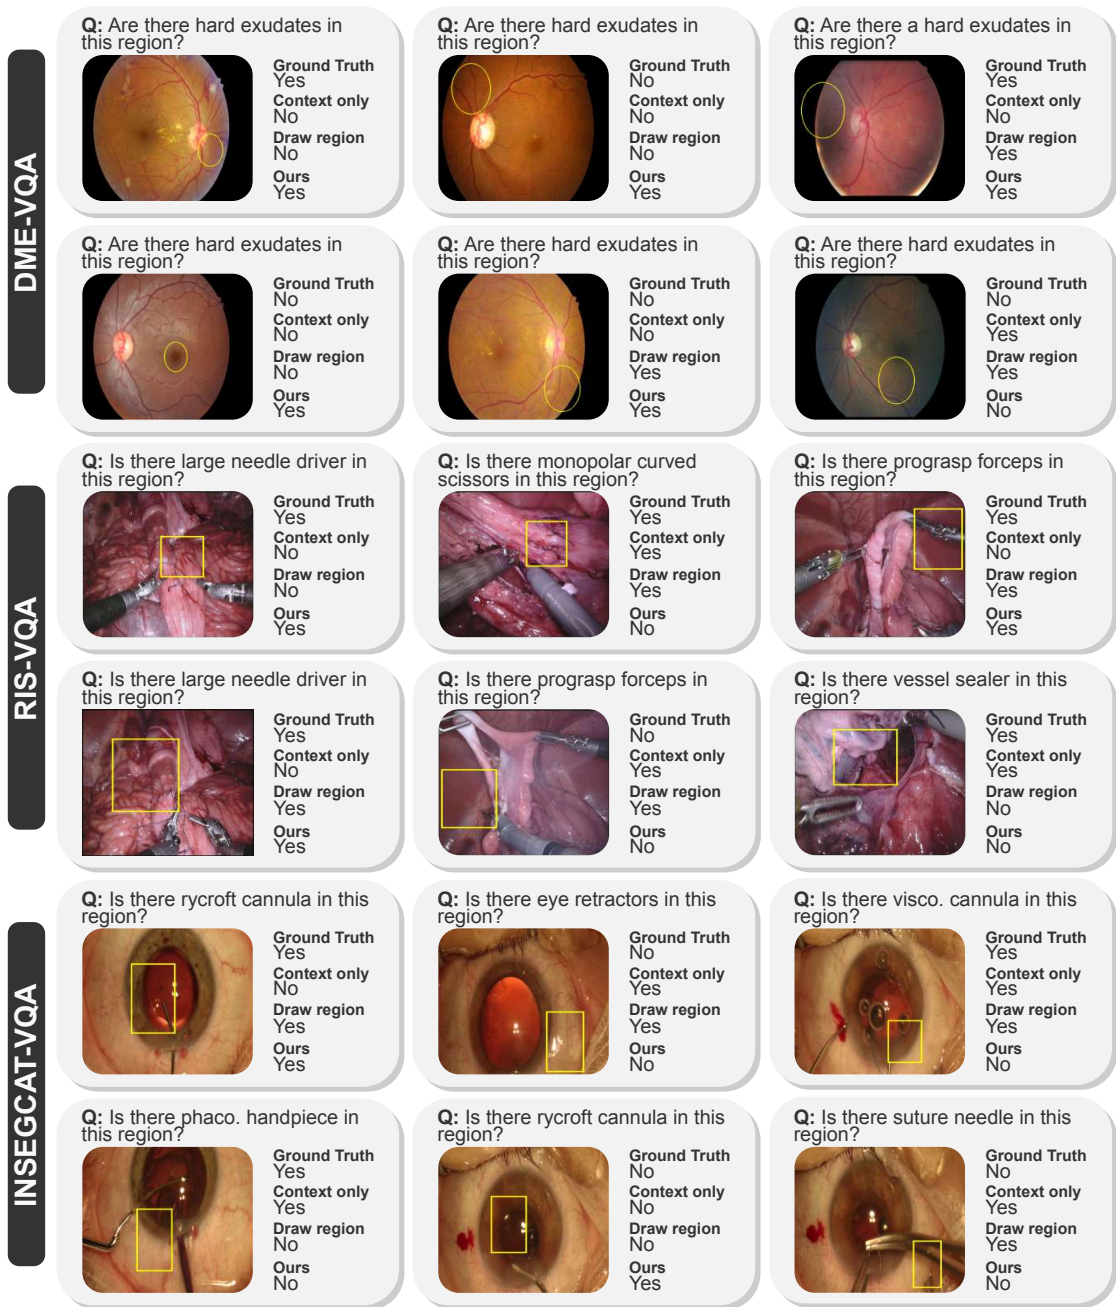 DME-VQA
Q: Are there hard exudates in
this region?
Ground Truth
Yes
Context only
No
Draw region
No
Ours
Yes
Q: Are there hard exudates in
this region?
Ground Truth
No
Context only
No
Draw region
No
Ours
Yes
Q: Are there a hard exudates in
this region?
Ground Truth
No
Context only
No
Draw region
Yes
Ours
Yes
Q: Are there hard exudates in
this region?
Ground Truth
No
Context only
No
Draw region
No
Ours
Yes
Q: Are there hard exudates in
this region?
Ground Truth
No
Context only
No
Draw region
Yes
Ours
Yes
Q: Are there hard exudates in
this region?
Ground Truth
No
Context only
Yes
Draw region
Yes
Ours
No
RIS-VQA
Q: Is there large needle driver in
this region?
Ground Truth
Yes
Context only
No
Draw region
No
Ours
Yes
Q: Is there monopolar curved
scissors in this region?
Ground Truth
Yes
Context only
Yes
Draw region
Yes
Ours
No
Q: Is there prograsp forceps in
this region?
Ground Truth
Yes
Context only
No
Draw region
Yes
Ours
Yes
Q: Is there large needle driver in
this region?
Ground Truth
Yes
Context only
No
Draw region
Yes
Ours
Yes
Q: Is there prograsp forceps in
this region?
Ground Truth
No
Context only
Yes
Draw region
Yes
Ours
No
Q: Is there vessel sealer in this
region?
Ground Truth
Yes
Context only
Yes
Draw region
No
Ours
No
INSEGCAT-VQA
Q: Is there rycroft cannula in this
region?
Ground Truth
Yes
Context only
No
Draw region
Yes
Ours
Yes
Q: Is there eye retractors in this
region?
Ground Truth
No
Context only
Yes
Draw region
Yes
Ours
No
Q: Is there visco. cannula in this
region?
Ground Truth
Yes
Context only
Yes
Draw region
Yes
Ours
No
Q: Is there phaco. handpiece in
this region?
Ground Truth
Yes
Context only
Yes
Draw region
No
Ours
No
Q: Is there rycroft cannula in this
region?
Ground Truth
No
Context only
No
Draw region
No
Ours
Yes
Q: Is there suture needle in this
region?
Ground Truth
No
Context only
Yes
Draw region
Yes
Ours
No